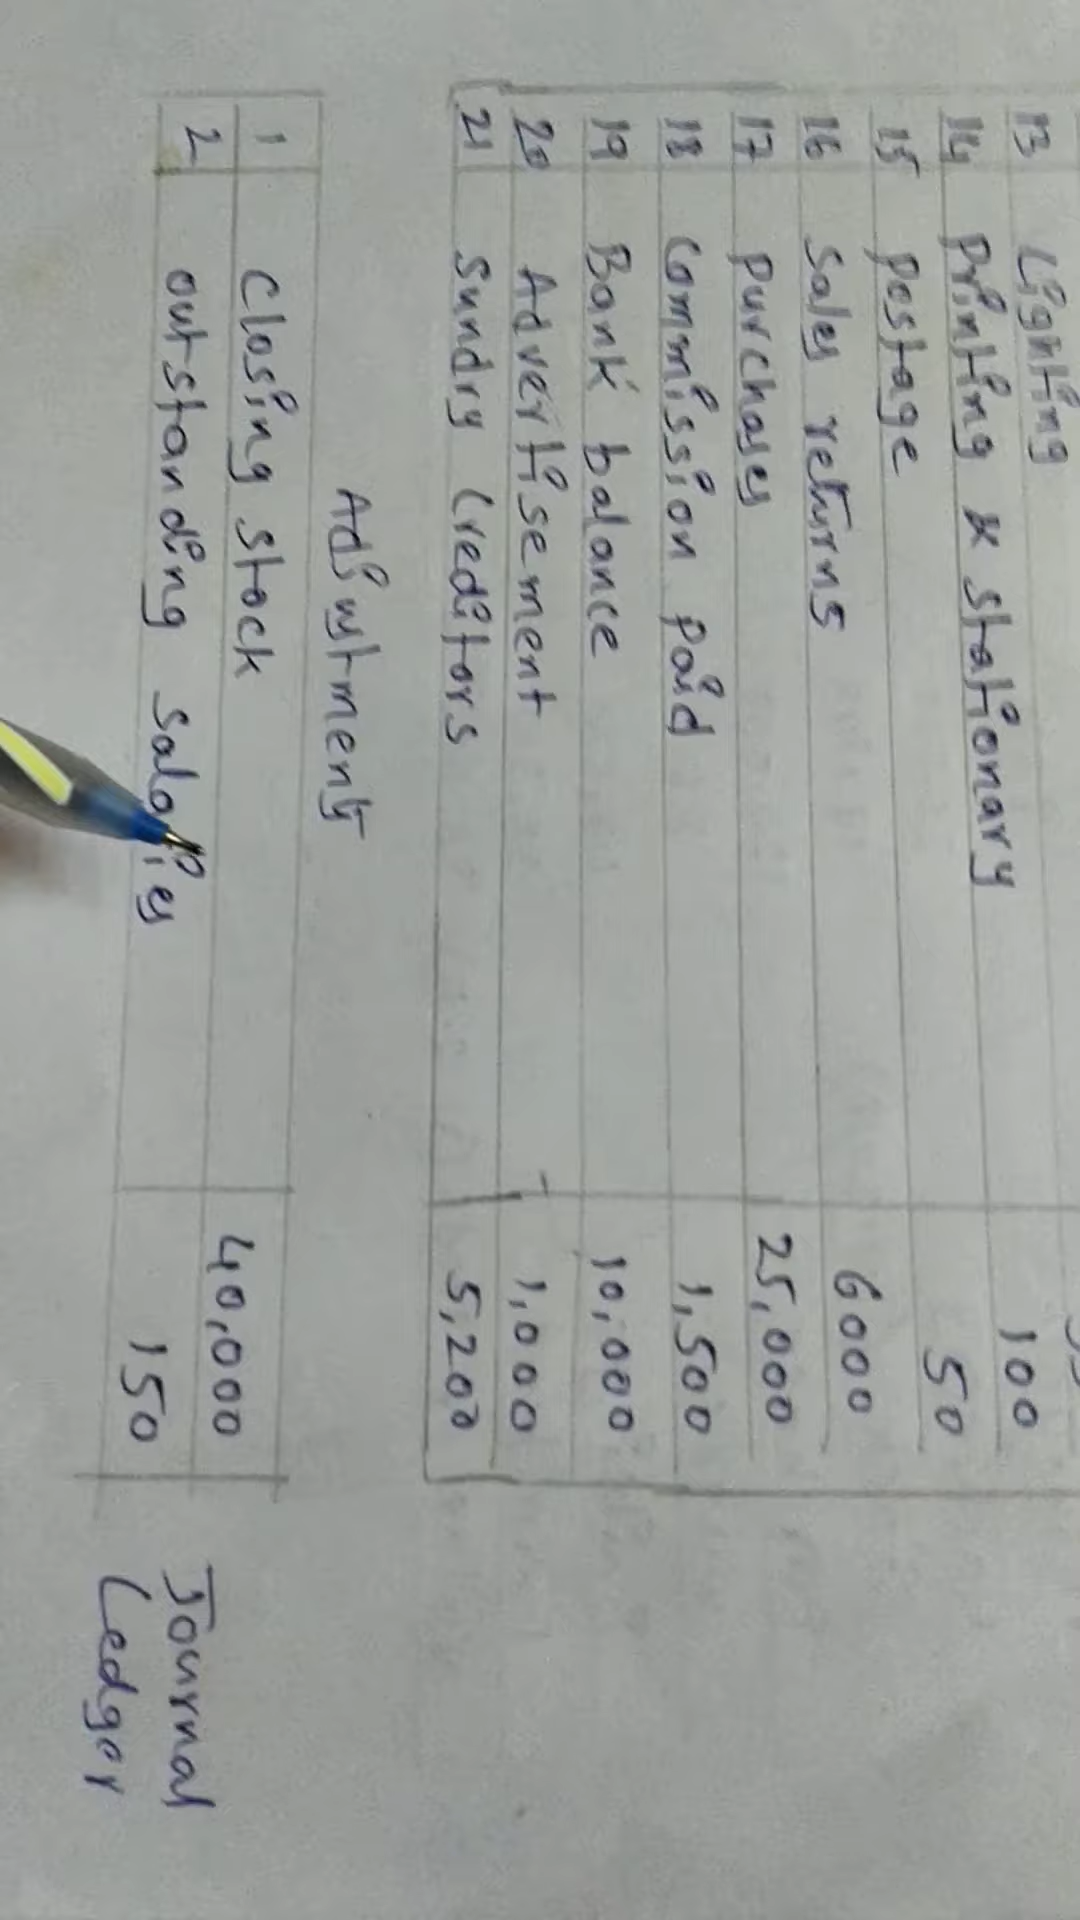 13 Lighting
14 Printing & Stationary 100
15 Postage 50
16 Sales returns 6000
17 Purchases 25,000
18 Commission paid 1,500
19 Bank balance 10,000
20 Advertisement 1,000
21 Sundry Creditors 5,200
Adjustments
1 Closing stock 40,000
2 outstanding salaries 150
Journal
Ledger